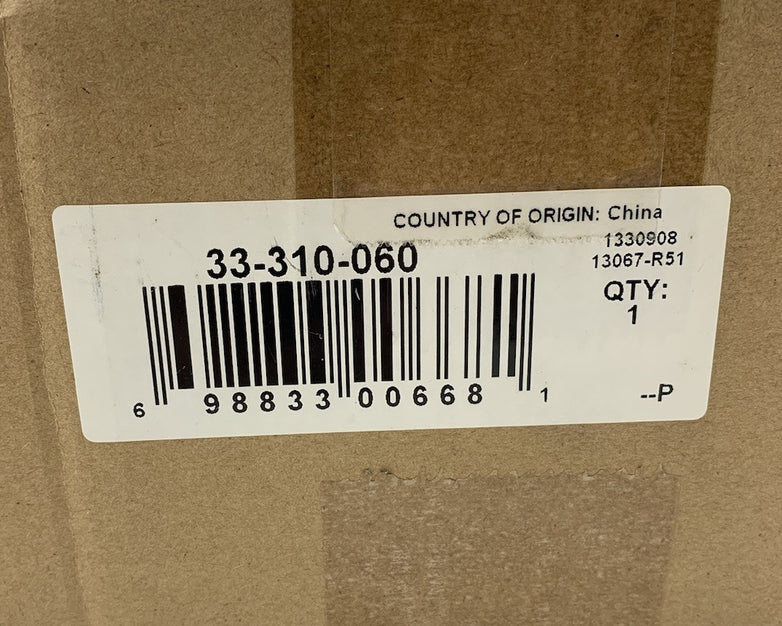 COUNTRY OF ORIGIN: China
1330908
33-310-060
13067-R51
QTY:
1
6 98833 00668 1
--P